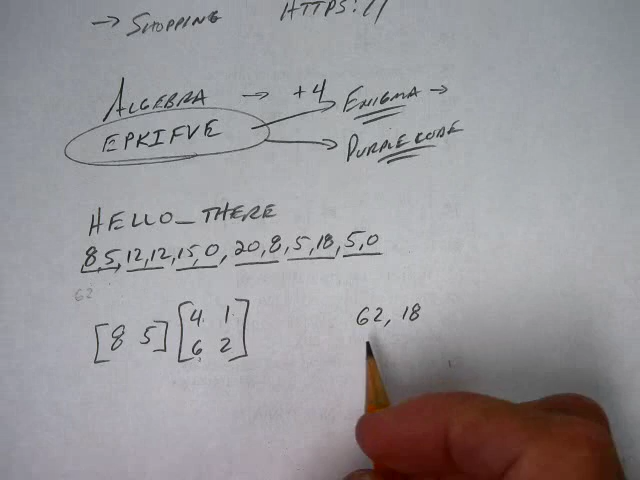 → SHOPPING HTTPS://
ALGEBRA → +4 ENIGMA →
EPKIFVE PURPLE CODE
HELLO_THERE
8,5,12,12,15,0,20,8,5,18,5,0
62
[8 5] [4 1
6 2] 62, 18